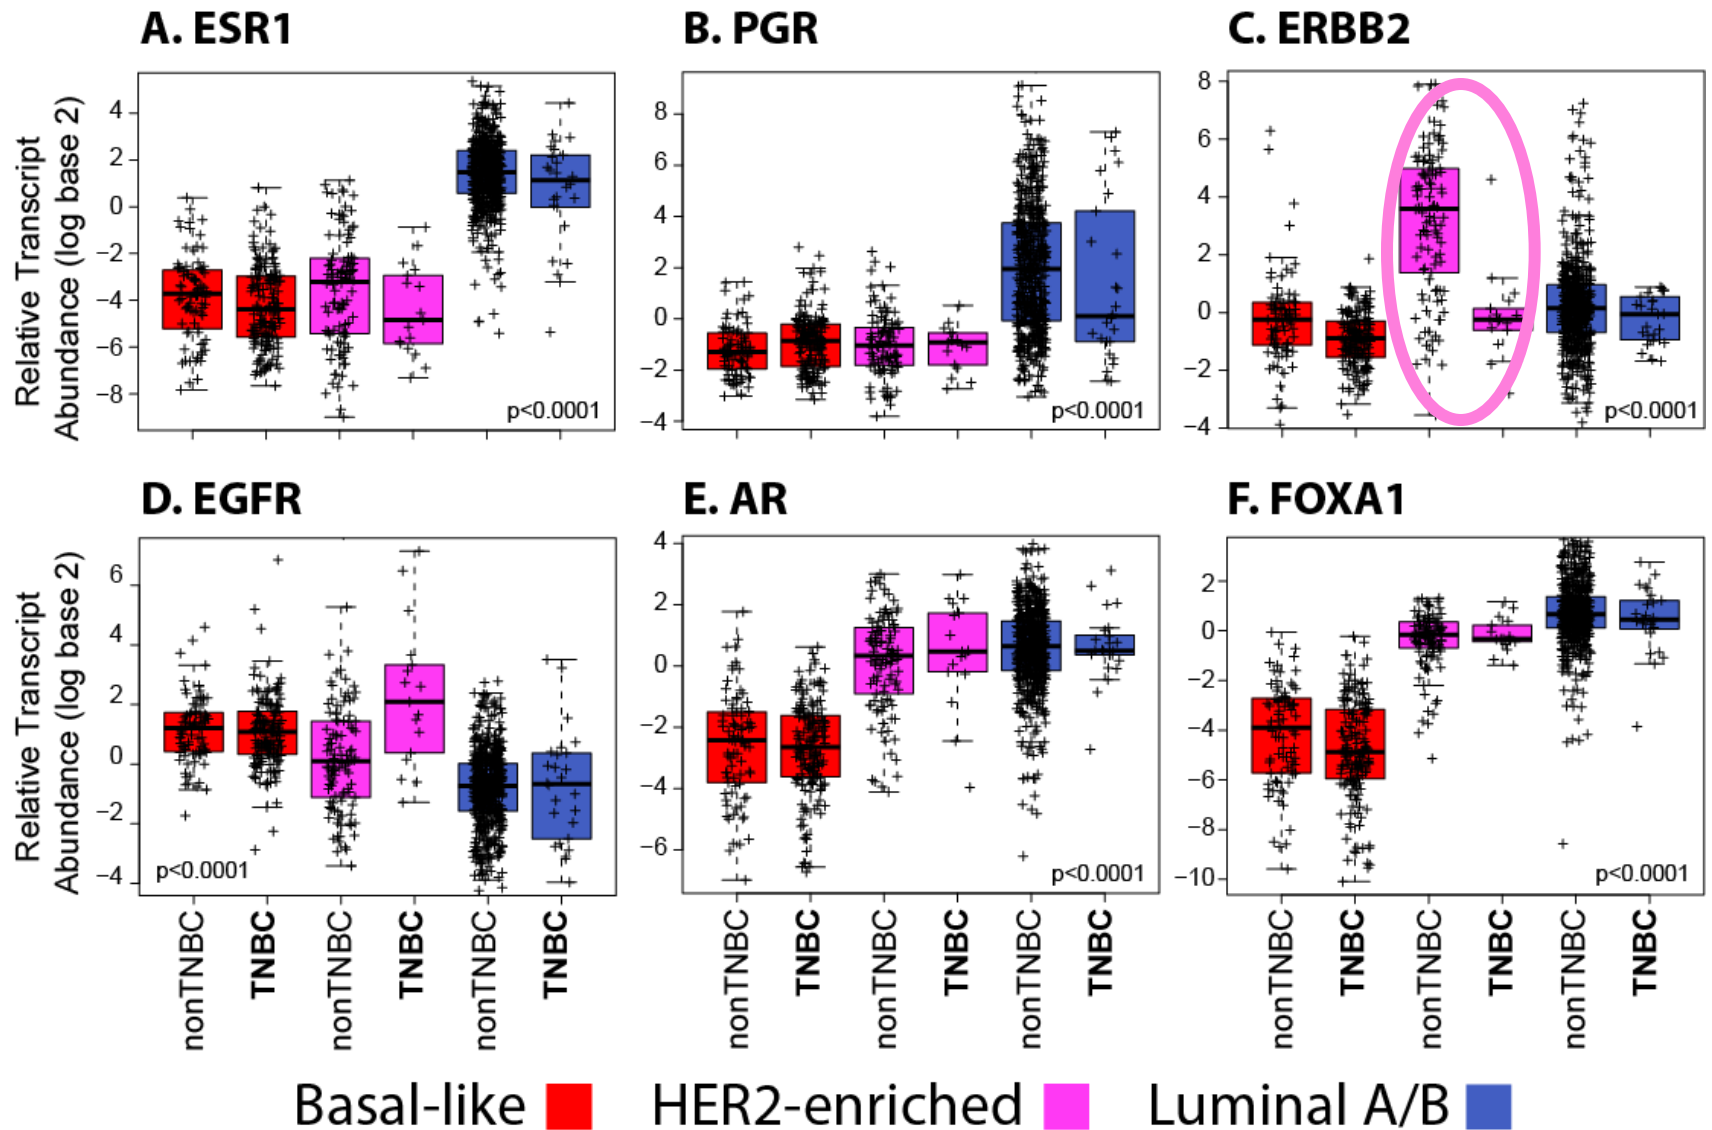 A. ESR1
B. PGR
C. ERBB2
Relative Transcript
Abundance (log base 2)
4
2
0
−2
−4
−6
−8
p<0.0001
8
6
4
2
0
−2
−4
p<0.0001
8
6
4
2
0
−2
−4
p<0.0001
D. EGFR
E. AR
F. FOXA1
Relative Transcript
Abundance (log base 2)
6
4
2
0
−2
−4
p<0.0001
4
2
0
−2
−4
−6
p<0.0001
2
0
−2
−4
−6
−8
−10
p<0.0001
nonTNBC
TNBC
nonTNBC
TNBC
nonTNBC
TNBC
nonTNBC
TNBC
nonTNBC
TNBC
nonTNBC
TNBC
nonTNBC
TNBC
nonTNBC
TNBC
nonTNBC
TNBC
Basal-like
HER2-enriched
Luminal A/B